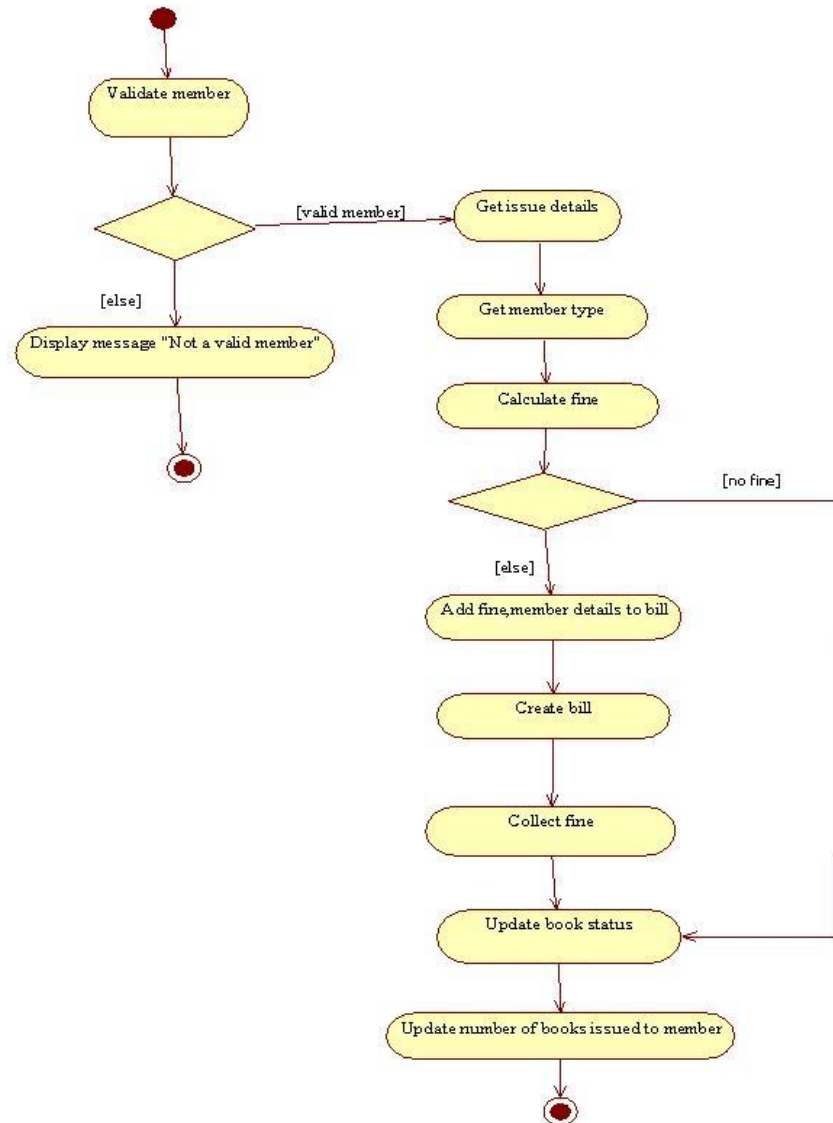 Validate member
[valid member]
Get issue details
[else]
Get member type
Display message "Not a valid member"
Calculate fine
[no fine]
[else]
Add fine,member details to bill
Create bill
Collect fine
Update book status
Update number of books issued to member